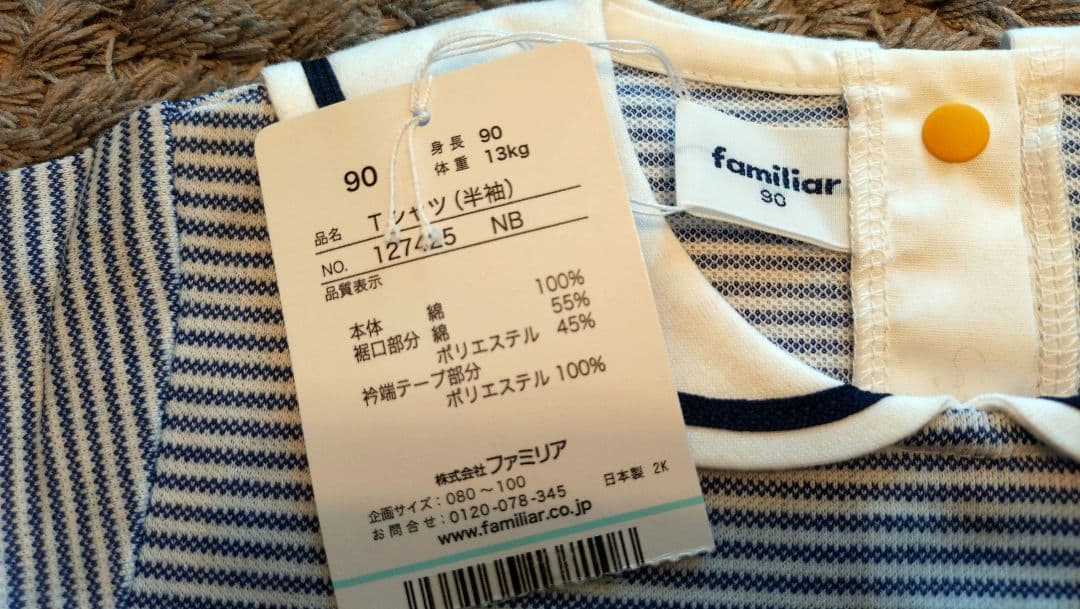 90
身長 90
体重 13kg
品名 Tシャツ(半袖)
NO. 127425 NB
品質表示
本体 綿 100%
裾口部分 綿 55%
ポリエステル 45%
衿端テープ部分
ポリエステル 100%
株式会社 ファミリア
企画サイズ:080〜100
お問合せ:0120-078-345
日本製 2K
www.familiar.co.jp
familiar
90